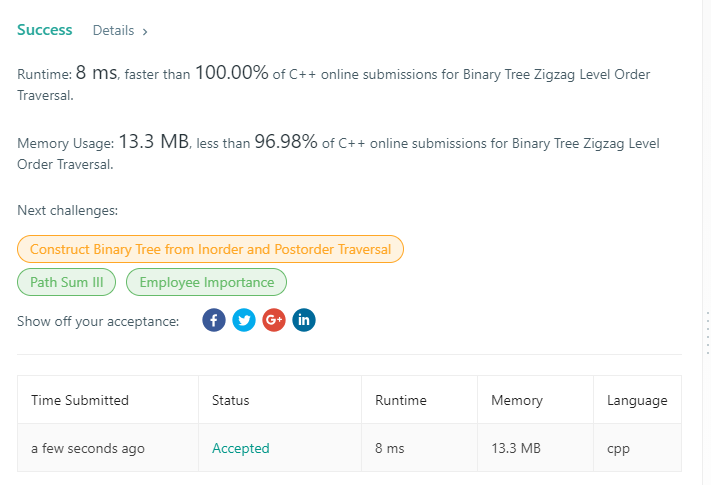 Success Details >
Runtime: 8 ms, faster than 100.00% of C++ online submissions for Binary Tree Zigzag Level Order
Traversal.
Memory Usage: 13.3 MB, less than 96.98% of C++ online submissions for Binary Tree Zigzag Level
Order Traversal.
Next challenges:
Construct Binary Tree from Inorder and Postorder Traversal
Path Sum III Employee Importance
Show off your acceptance: f G+ in
Time Submitted Status Runtime Memory Language
a few seconds ago Accepted 8 ms 13.3 MB cpp